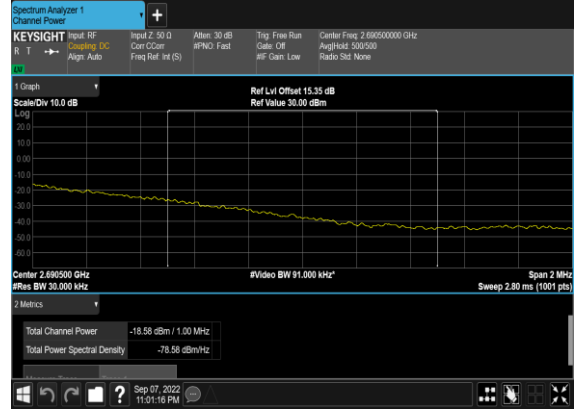 Spectrum Analyzer 1
Channel Power
+
KEYSIGHT
R T
LM
Input: RF
Coupling: DC
Align: Auto
Input Z: 50 Ω
Corr CCorr
Freq Ref: Int (S)
Atten: 30 dB
#PNO: Fast
Trig: Free Run
Gate: Off
#IF Gain: Low
Center Freq: 2.690500000 GHz
Avg|Hold: 500/500
Radio Std: None
1 Graph
Scale/Div 10.0 dB
Ref Lvl Offset 15.35 dB
Ref Value 30.00 dBm
Log
20.0
10.0
0.00
-10.0
-20.0
-30.0
-40.0
-50.0
-60.0
Center 2.690500 GHz
#Res BW 30.000 kHz
#Video BW 91.000 kHz*
Span 2 MHz
Sweep 2.80 ms (1001 pts)
2 Metrics
Total Channel Power -18.58 dBm / 1.00 MHz
Total Power Spectral Density -78.58 dBm/Hz
?
Sep 07, 2022
11:01:16 PM